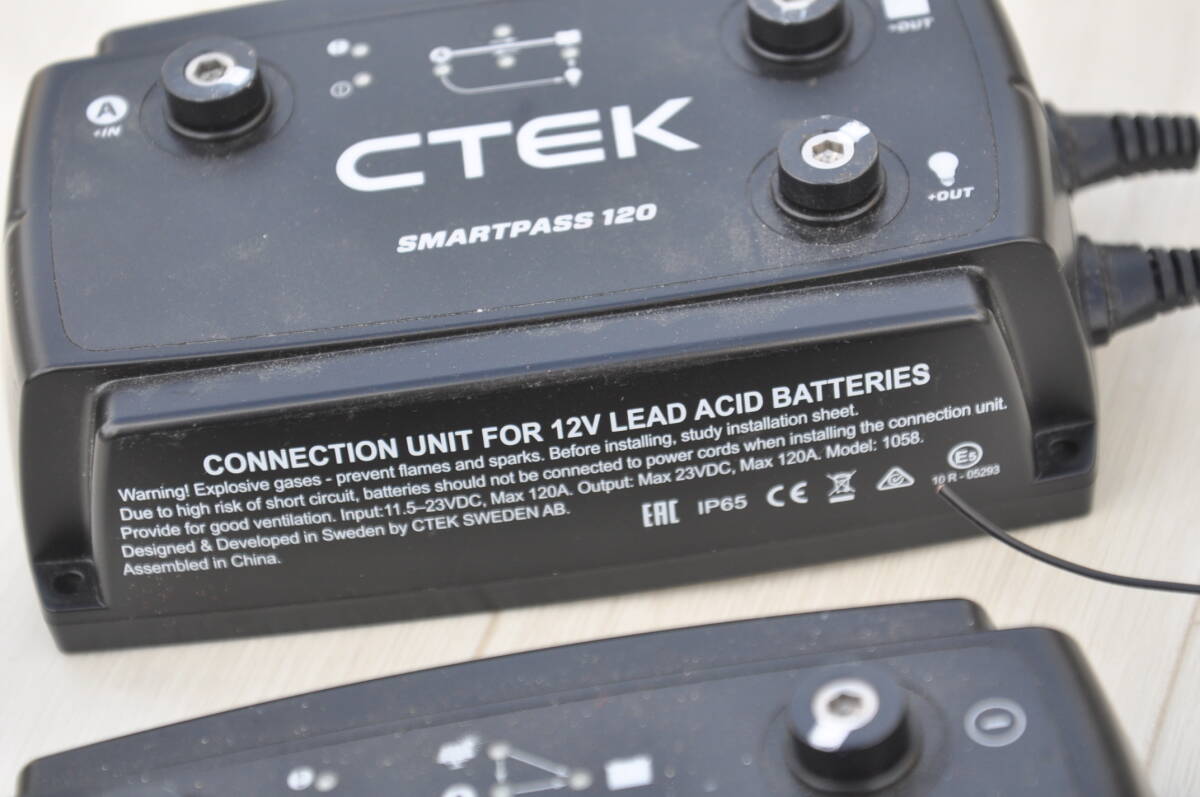 +OUT
A
+IN
CTEK
+OUT
SMARTPASS 120
CONNECTION UNIT FOR 12V LEAD ACID BATTERIES
Warning! Explosive gases - prevent flames and sparks. Before installing, study installation sheet.
Due to high risk of short circuit, batteries should not be connected to power cords when installing the connection unit.
Provide for good ventilation. Input:11.5–23VDC, Max 120A. Output: Max 23VDC, Max 120A. Model: 1058.
Designed & Developed in Sweden by CTEK SWEDEN AB.
Assembled in China.
EAC IP65 CE E5
10 R - 05293